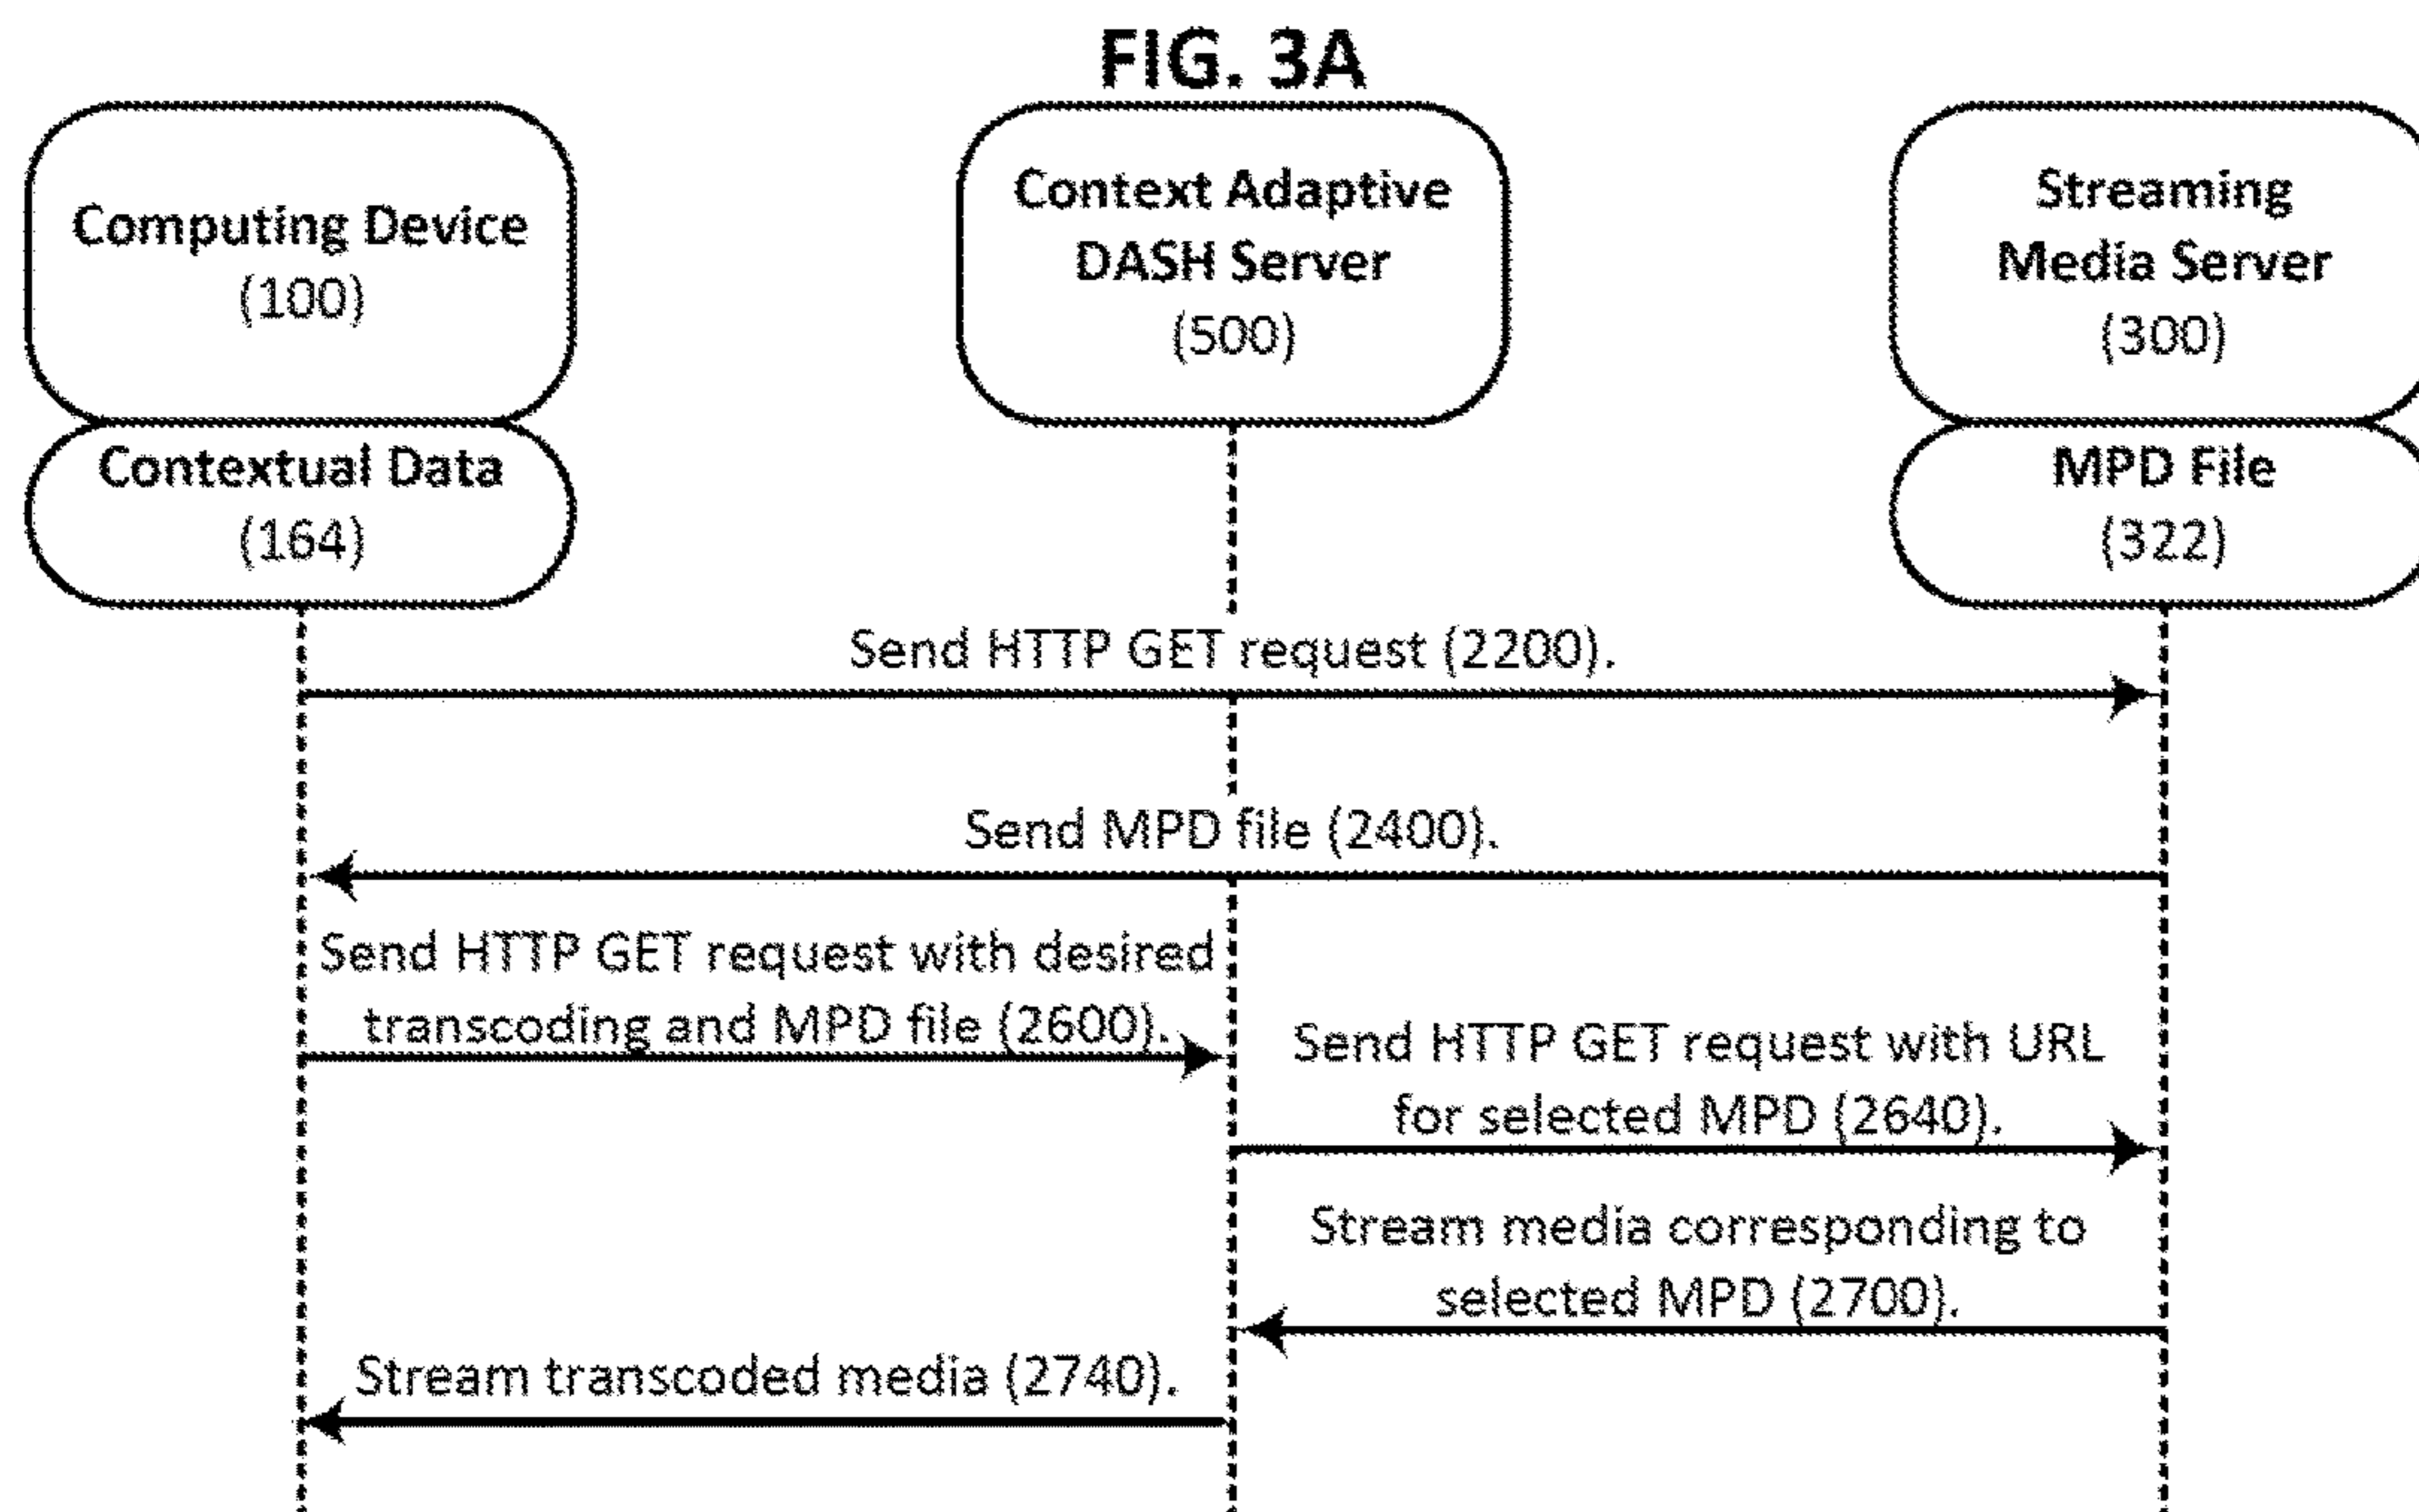 FIG. 3A
Computing Device
(100)
Contextual Data
(164)
Context Adaptive
DASH Server
(500)
Streaming
Media Server
(300)
MPD File
(322)
Send HTTP GET request (2200).
Send MPD file (2400).
Send HTTP GET request with desired
transcoding and MPD file (2600).
Send HTTP GET request with URL
for selected MPD (2640).
Stream media corresponding to
selected MPD (2700).
Stream transcoded media (2740).